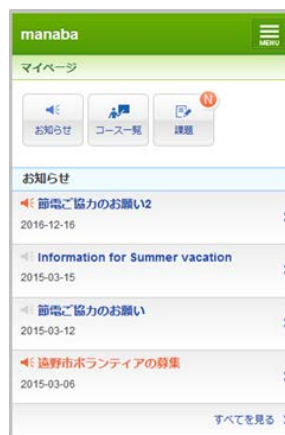 manaba
MENU
マイページ
N
お知らせ
コース一覧
課題
お知らせ
節電ご協力のお願い2
2016-12-16
Information for Summer vacation
2015-03-15
節電ご協力のお願い
2015-03-12
遠野市ボランティアの募集
2015-03-06
すべてを見る